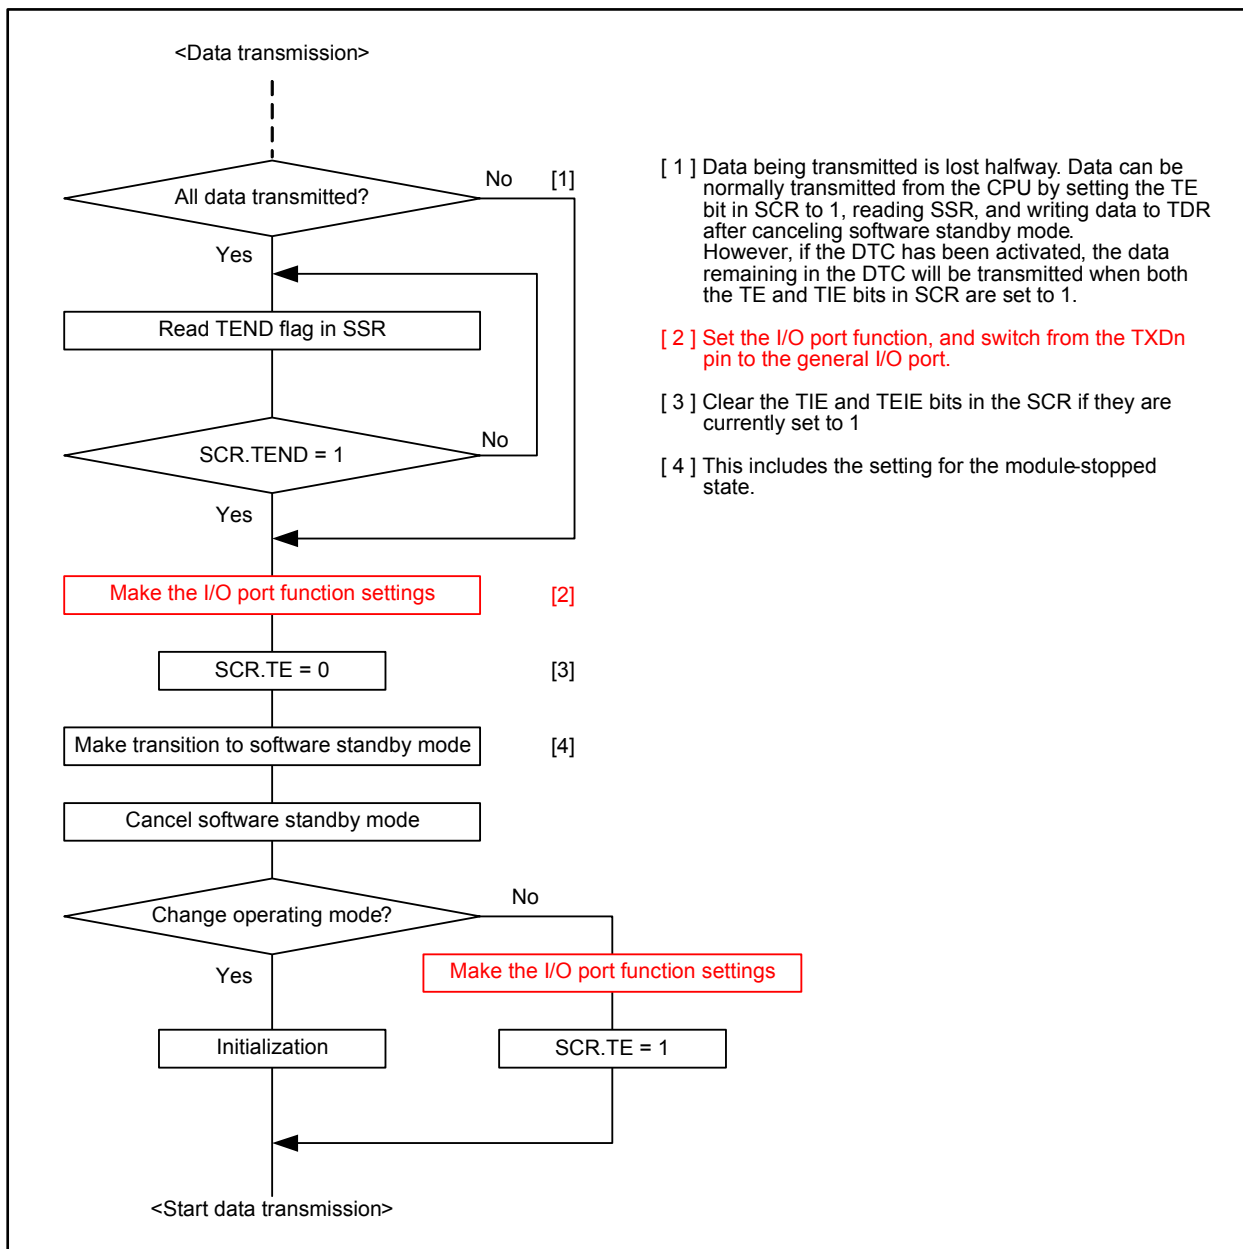 <Data transmission>
All data transmitted?
No [1]
Yes
Read TEND flag in SSR
SCR.TEND = 1
No
Yes
Make the I/O port function settings [2]
SCR.TE = 0 [3]
Make transition to software standby mode [4]
Cancel software standby mode
Change operating mode?
No
Yes
Make the I/O port function settings
Initialization
SCR.TE = 1
<Start data transmission>
[ 1 ] Data being transmitted is lost halfway. Data can be
normally transmitted from the CPU by setting the TE
bit in SCR to 1, reading SSR, and writing data to TDR
after canceling software standby mode.
However, if the DTC has been activated, the data
remaining in the DTC will be transmitted when both
the TE and TIE bits in SCR are set to 1.
[ 2 ] Set the I/O port function, and switch from the TXDn
pin to the general I/O port.
[ 3 ] Clear the TIE and TEIE bits in the SCR if they are
currently set to 1
[ 4 ] This includes the setting for the module-stopped
state.